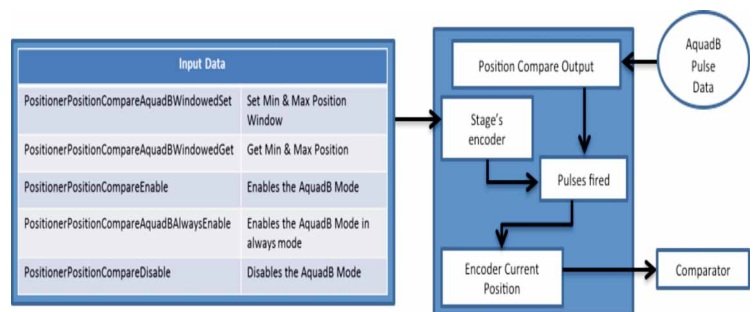 Input Data
PositionerPositionCompareAquadBWindowedSet
Set Min & Max Position
Window
PositionerPositionCompareAquadBWindowedGet
Get Min & Max Position
PositionerPositionCompareEnable
Enables the AquadB Mode
PositionerPositionCompareAquadBAlwaysEnable
Enables the AquadB Mode in
always mode
PositionerPositionCompareDisable
Disables the AquadB Mode
Position Compare Output
AquadB
Pulse
Data
Stage's
encoder
Pulses fired
Encoder Current
Position
Comparator